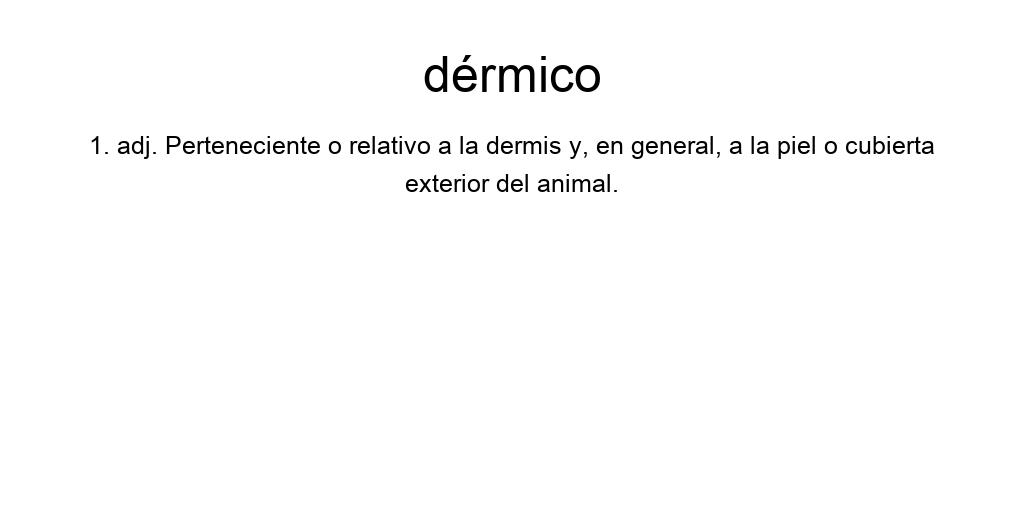 dérmico
1. adj. Perteneciente o relativo a la dermis y, en general, a la piel o cubierta
exterior del animal.